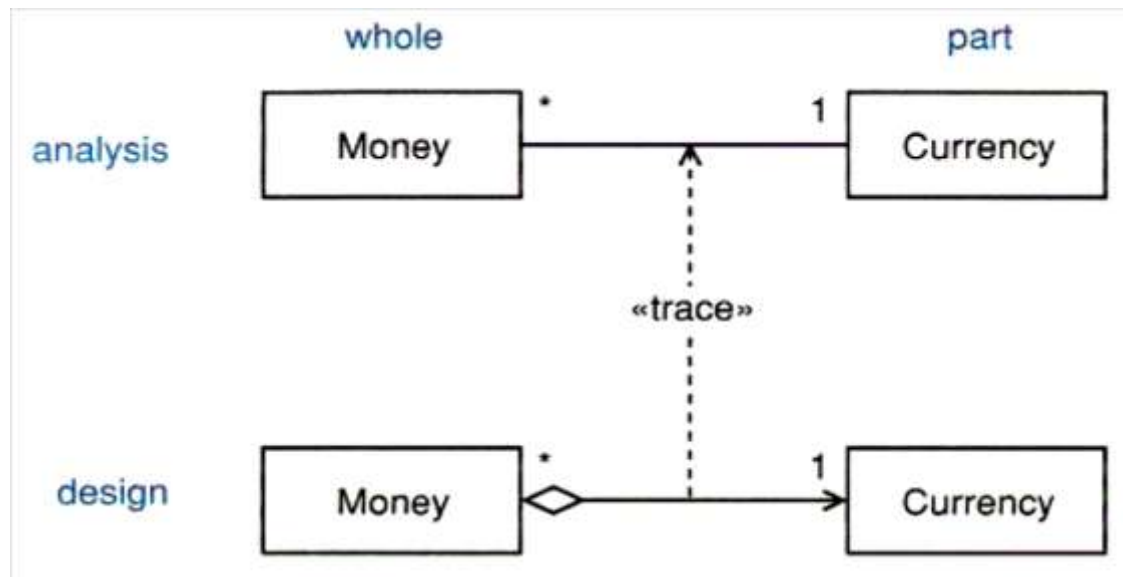 whole part
analysis Money * 1 Currency
«trace»
design Money * 1 Currency